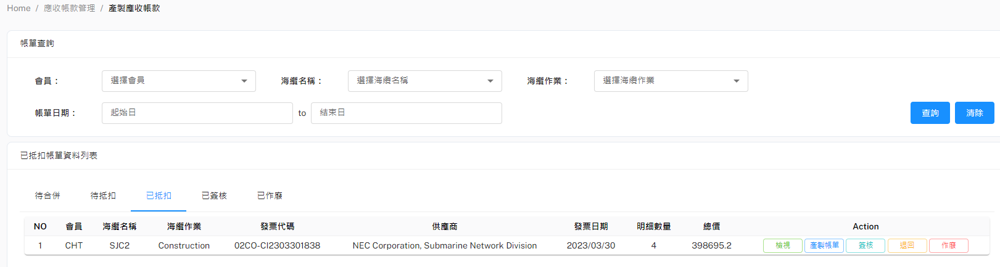 Home / 應收帳款管理 / 產製應收帳款
帳單查詢
會員： 選擇會員 海纜名稱： 選擇海纜名稱 海纜作業： 選擇海纜作業
帳單日期： 起始日 to 結束日 查詢 清除
已抵扣帳單資料列表
待合併 待抵扣 已抵扣 已簽核 已作廢
NO 會員 海纜名稱 海纜作業 發票代碼 供應商 發票日期 明細數量 總價 Action
1 CHT SJC2 Construction 02CO-CI2303301838 NEC Corporation, Submarine Network Division 2023/03/30 4 398695.2 檢視 產製帳單 簽核 退回 作廢